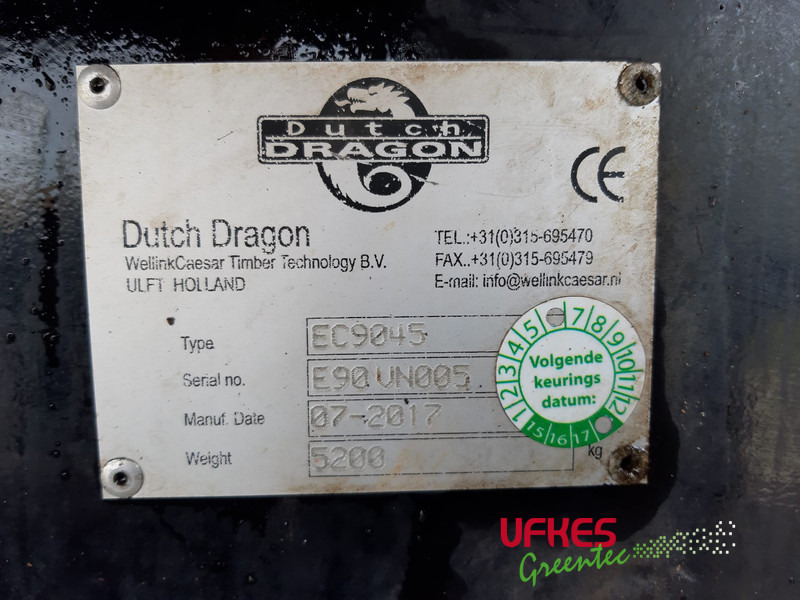 Dutch
DRAGON
CE
Dutch Dragon
WellinkCaesar Timber Technology B.V.
ULFT HOLLAND
TEL.:+31(0)315-695470
FAX..+31(0)315-695479
E-mail: info@wellinkcaesar.nl
Type EC9045
Serial no. E90VN005
Manuf. Date 07-2017
Weight 5200 kg
1 2 3 4 5 7 8 9 10 11 12
Volgende
keurings
datum:
15 16 17
UFKES
Greentec